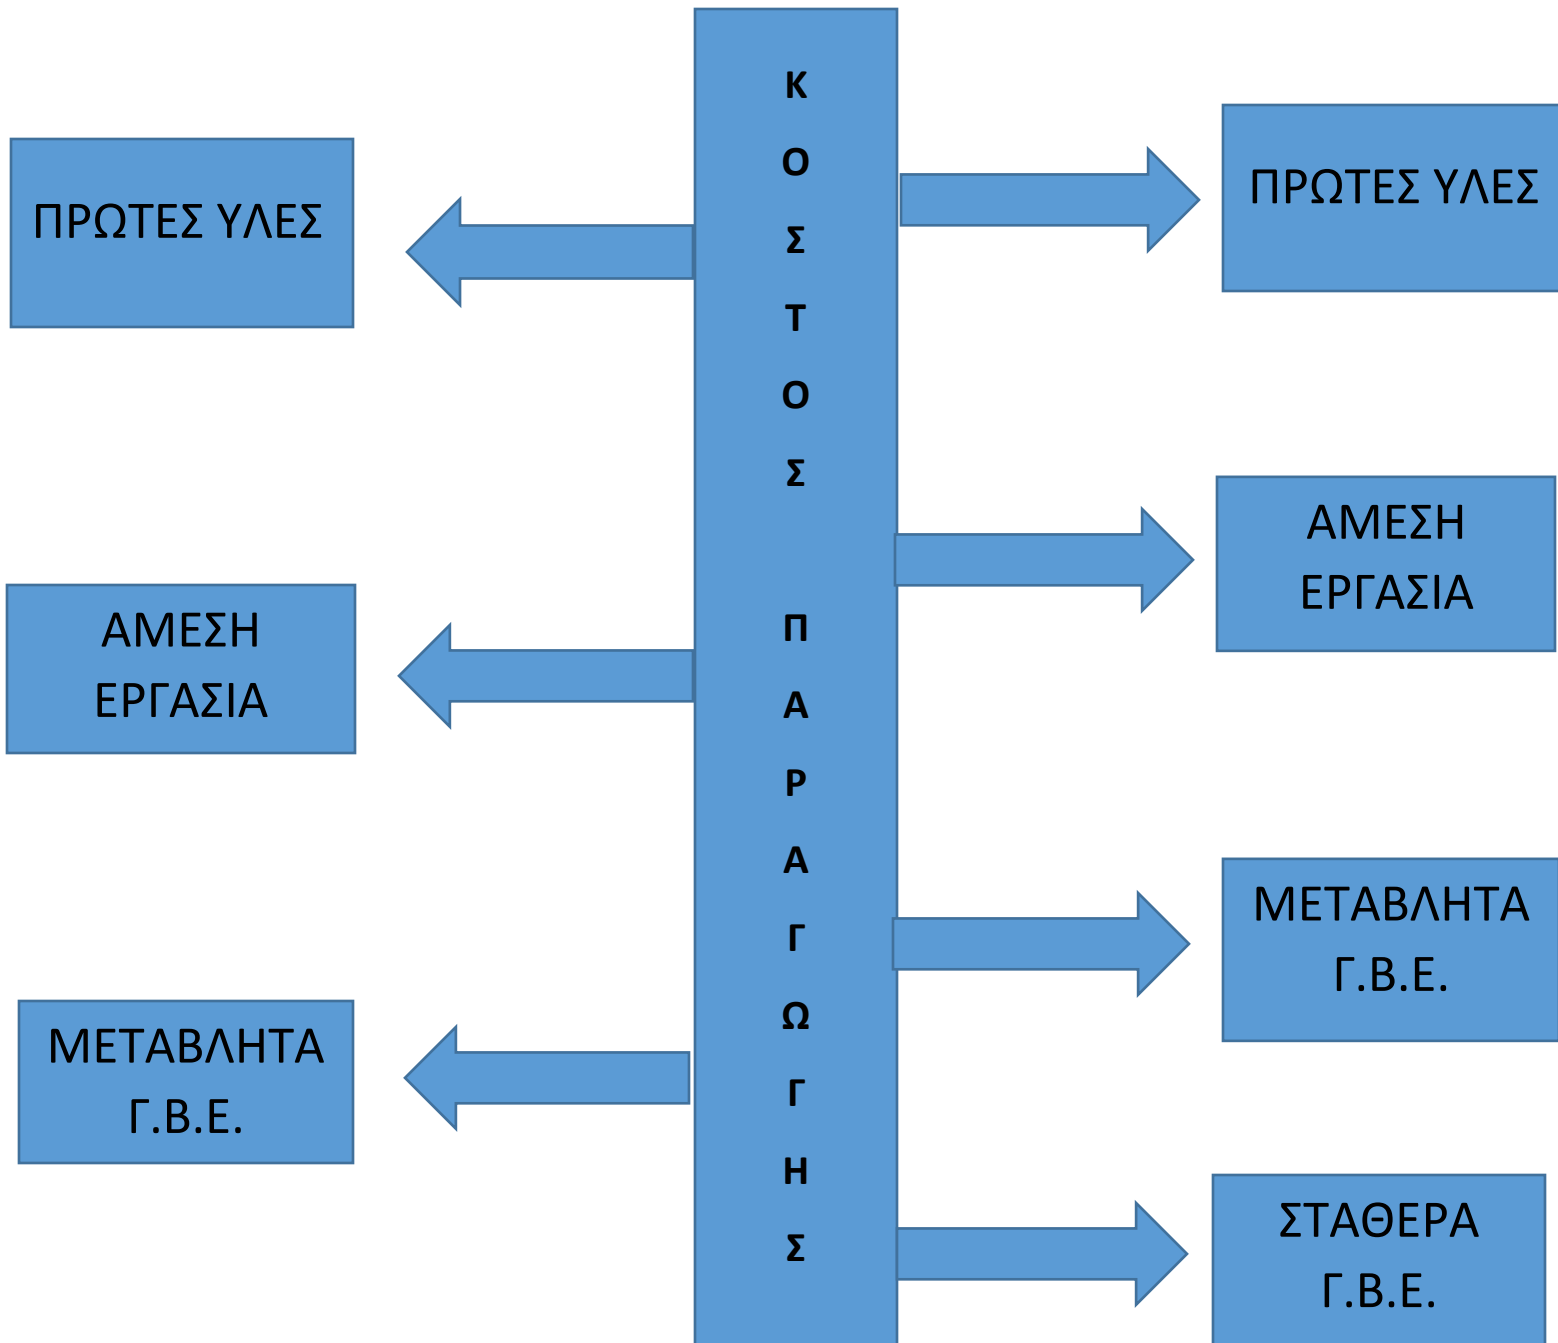 ΠΡΩΤΕΣ ΥΛΕΣ
ΑΜΕΣΗ
ΕΡΓΑΣΙΑ
ΜΕΤΑΒΛΗΤΑ
Γ.Β.Ε.
Κ
Ο
Σ
Τ
Ο
Σ
Π
Α
Ρ
Α
Γ
Ω
Γ
Η
Σ
ΠΡΩΤΕΣ ΥΛΕΣ
ΑΜΕΣΗ
ΕΡΓΑΣΙΑ
ΜΕΤΑΒΛΗΤΑ
Γ.Β.Ε.
ΣΤΑΘΕΡΑ
Γ.Β.Ε.